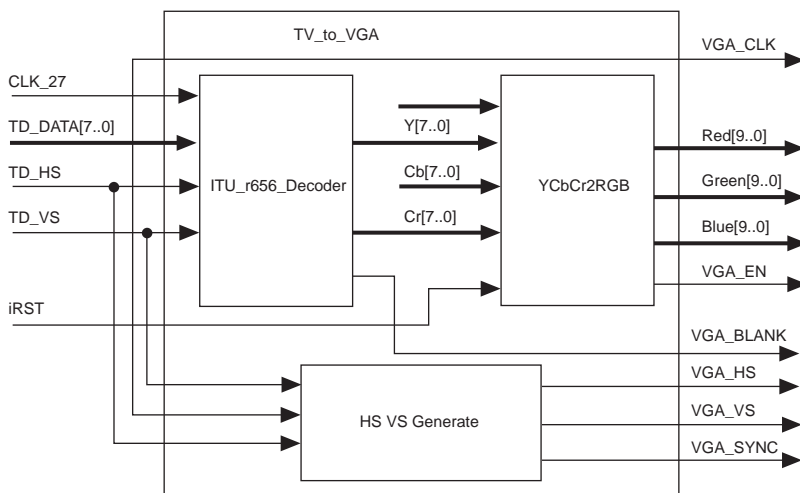 TV_to_VGA
VGA_CLK
CLK_27
TD_DATA[7..0]
Y[7..0]
Red[9..0]
TD_HS
ITU_r656_Decoder
Cb[7..0]
YCbCr2RGB
Green[9..0]
TD_VS
Cr[7..0]
Blue[9..0]
VGA_EN
iRST
VGA_BLANK
VGA_HS
HS VS Generate
VGA_VS
VGA_SYNC